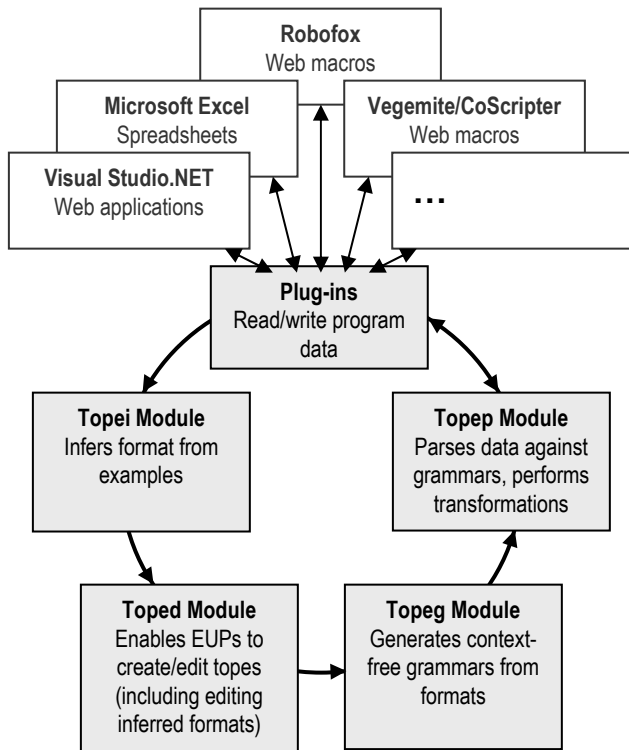 Robofox
Web macros
Microsoft Excel
Spreadsheets
Vegemite/CoScripter
Web macros
Visual Studio.NET
Web applications
...
Plug-ins
Read/write program
data
Topei Module
Infers format from
examples
Topep Module
Parses data against
grammars, performs
transformations
Toped Module
Enables EUPs to
create/edit topes
(including editing
inferred formats)
Topeg Module
Generates context-
free grammars from
formats